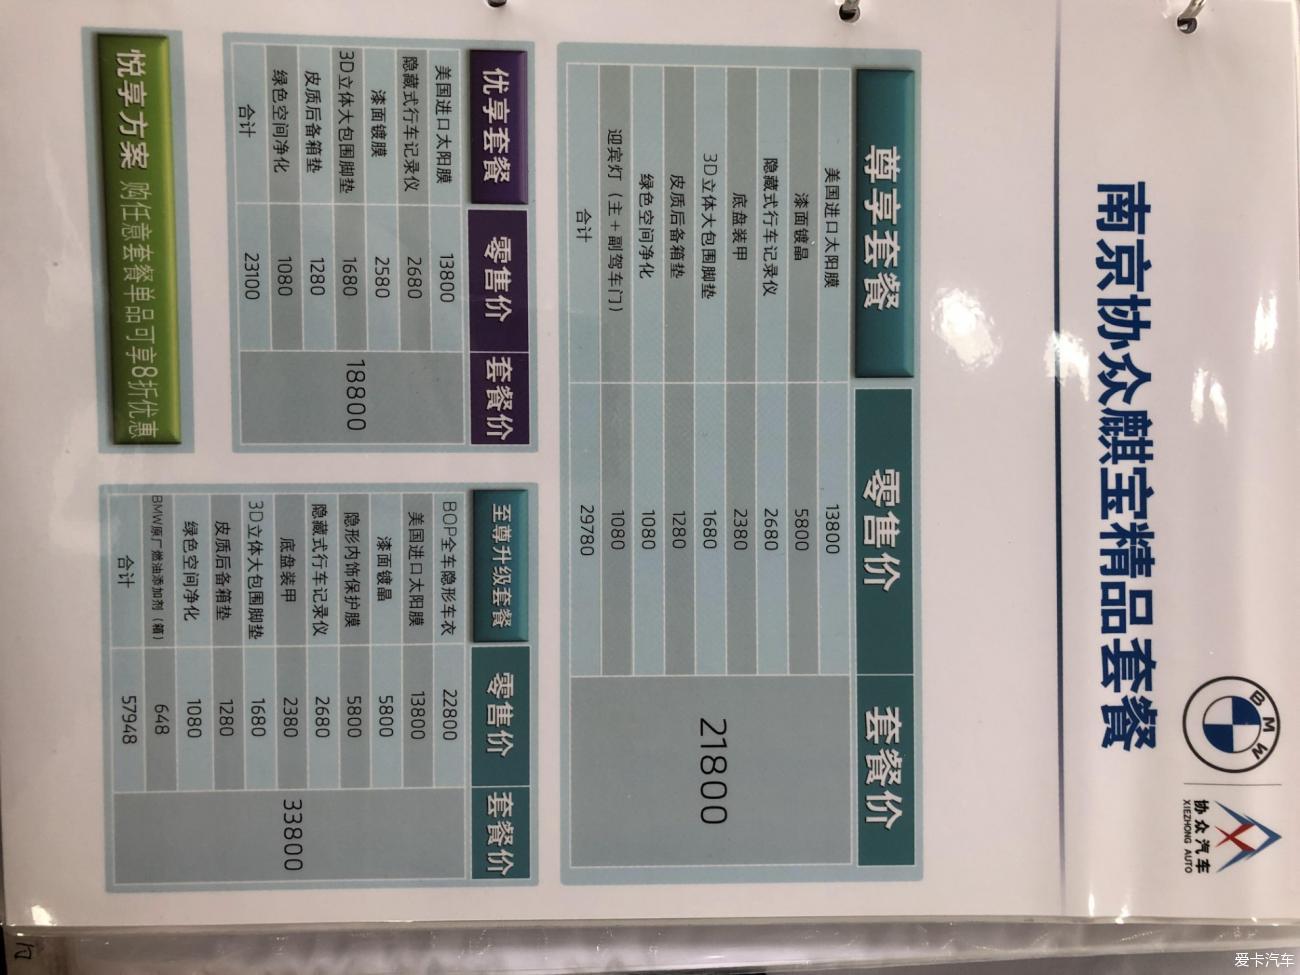 BMW
协众汽车
XIEZHONG AUTO
南京协众麒宝精品套餐
尊享套餐 零售价 套餐价
美国进口太阳膜 13800
漆面镀晶 5800
隐藏式行车记录仪 2680
底盘装甲 2380
3D立体大包围脚垫 1680
皮质后备箱垫 1280
绿色空间净化 1080
迎宾灯（主+副驾车门） 1080
合计 29780
21800
优享套餐 零售价 套餐价
美国进口太阳膜 13800
隐藏式行车记录仪 2680
漆面镀膜 2580
3D立体大包围脚垫 1680
皮质后备箱垫 1280
绿色空间净化 1080
合计 23100
18800
至尊升级套餐 零售价 套餐价
BOP全车隐形车衣 22800
美国进口太阳膜 13800
漆面镀晶 5800
隐形内饰保护膜 5800
隐藏式行车记录仪 2680
底盘装甲 2380
3D立体大包围脚垫 1680
皮质后备箱垫 1280
绿色空间净化 1080
BMW原厂燃油添加剂（箱） 648
合计 57948
33800
悦享方案 购任意套餐单品可享8折优惠
爱卡汽车